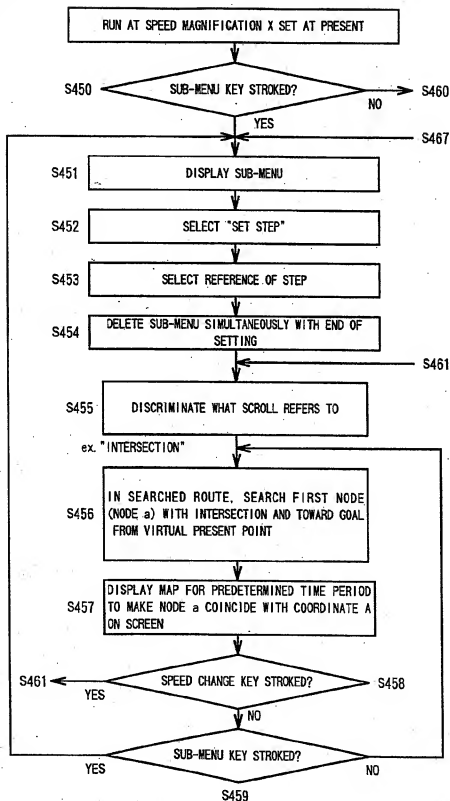 RUN AT SPEED MAGNIFICATION X SET AT PRESENT
S450
SUB-MENU KEY STROKED?
S460
NO
YES
S467
S451
DISPLAY SUB-MENU
S452
SELECT "SET STEP"
S453
SELECT REFERENCE OF STEP
S454
DELETE SUB-MENU SIMULTANEOUSLY WITH END OF
SETTING
S461
S455
DISCRIMINATE WHAT SCROLL REFERS TO
ex. "INTERSECTION"
S456
IN SEARCHED ROUTE, SEARCH FIRST NODE
(NODE a) WITH INTERSECTION AND TOWARD GOAL
FROM VIRTUAL PRESENT POINT
S457
DISPLAY MAP FOR PREDETERMINED TIME PERIOD
TO MAKE NODE a COINCIDE WITH COORDINATE A
ON SCREEN
S461
SPEED CHANGE KEY STROKED?
S458
YES
NO
SUB-MENU KEY STROKED?
YES
NO
S459